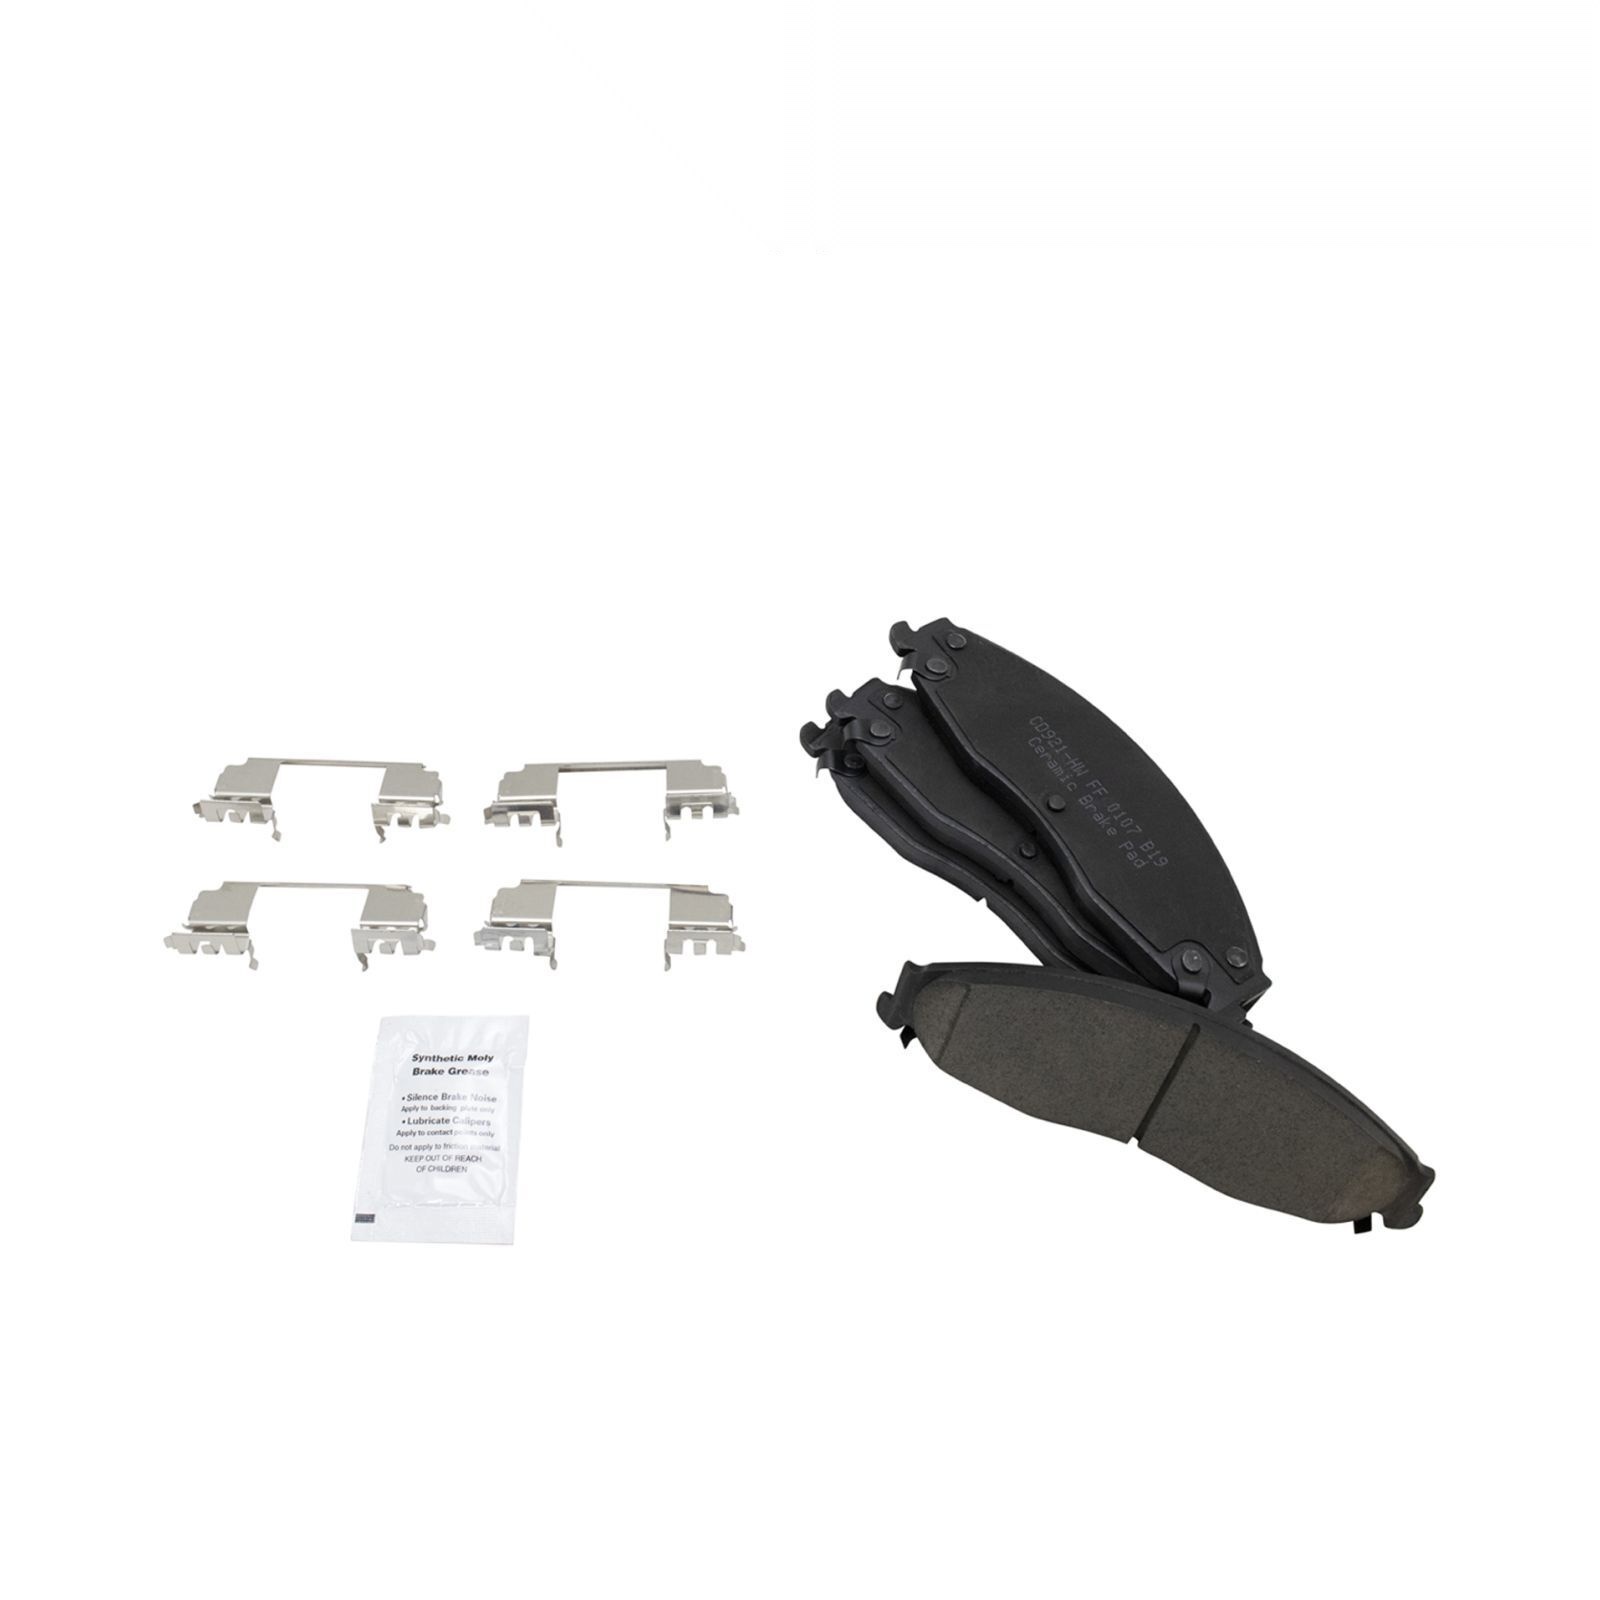 CD921-HW FF 0107 B19
Ceramic Brake Pad
Synthetic Moly
Brake Grease
• Silence Brake Noise
Apply to backing plate only
• Lubricate Calipers
Apply to contact points only
Do not apply to friction material
KEEP OUT OF REACH
OF CHILDREN